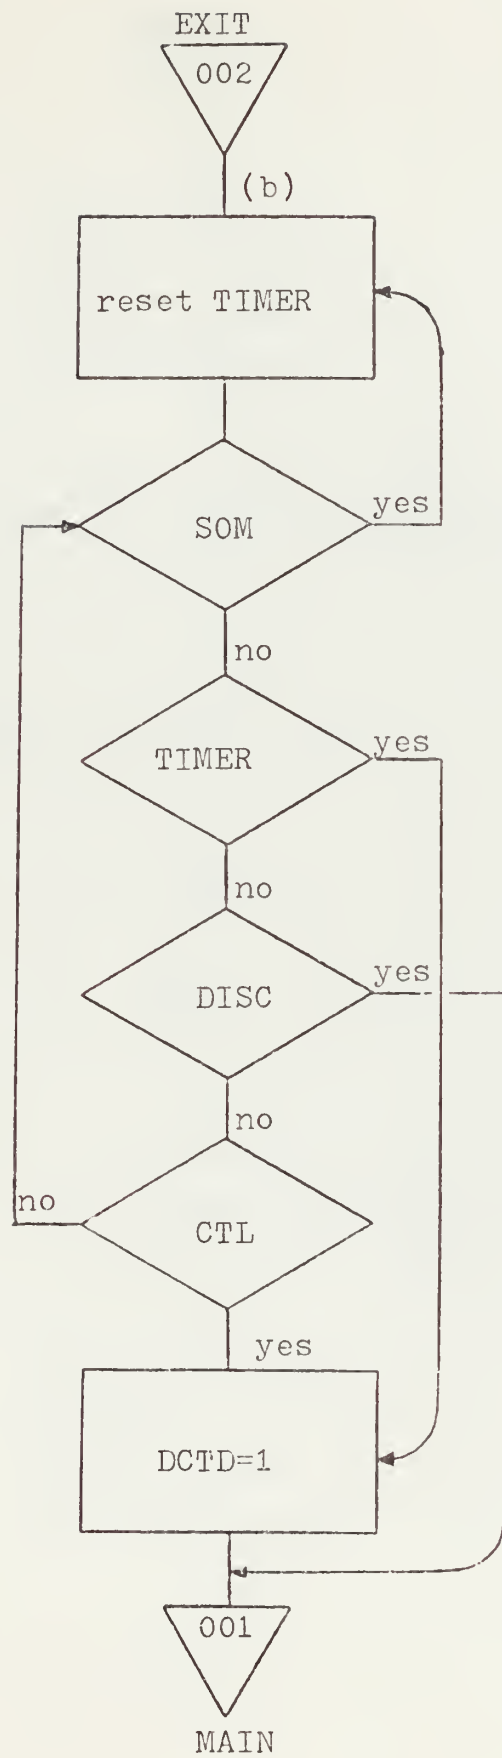 EXIT
002
(b)
reset TIMER
SOM
yes
no
TIMER
yes
no
DISC
yes
no
CTL
no
yes
DCTD=1
001
MAIN